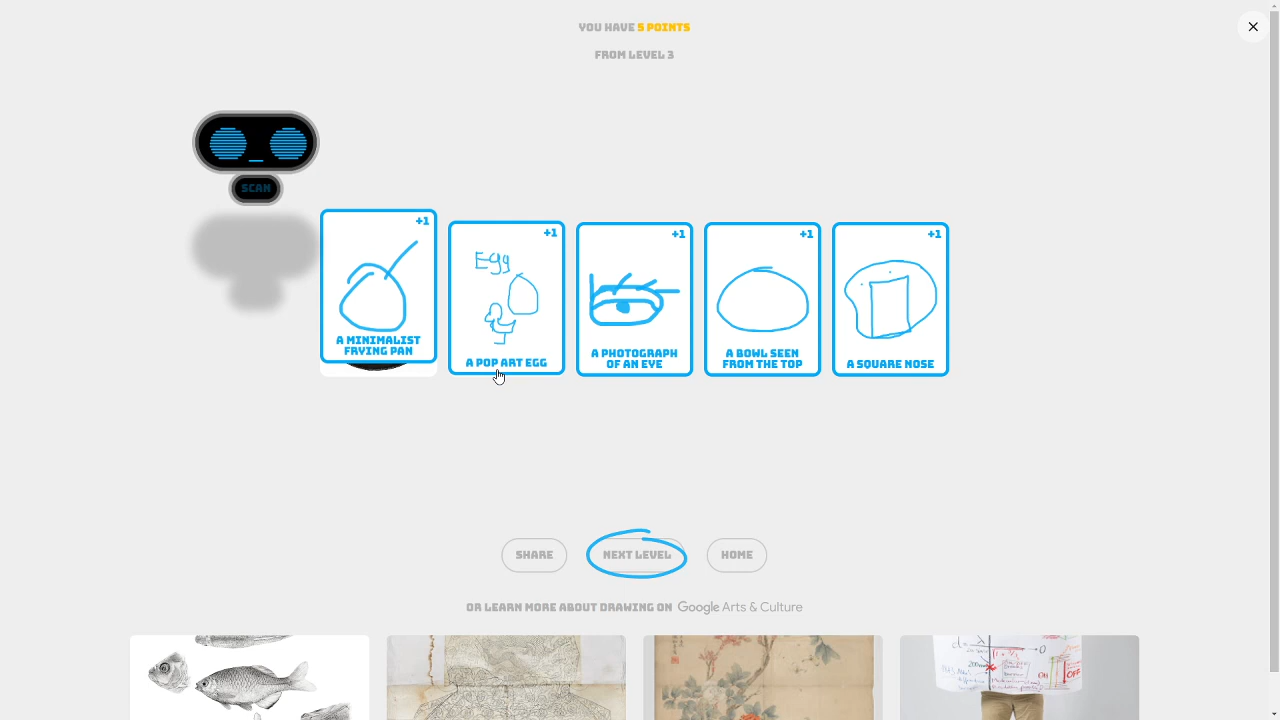 YOU HAVE 5 POINTS
FROM LEVEL 3
SCAN
+1
A MINIMALIST
FRYING PAN
+1
Egg
A POP ART EGG
+1
A PHOTOGRAPH
OF AN EYE
+1
A BOWL SEEN
FROM THE TOP
+1
A SQUARE NOSE
SHARE
NEXT LEVEL
HOME
OR LEARN MORE ABOUT DRAWING ON Google Arts & Culture
OFF